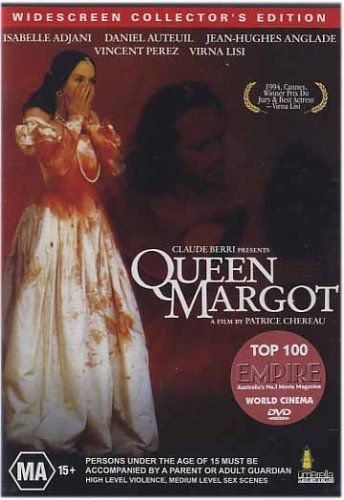 WIDESCREEN COLLECTOR'S EDITION
ISABELLE ADJANI DANIEL AUTEUIL JEAN-HUGHES ANGLADE
VINCENT PEREZ VIRNA LISI
1994, Cannes,
Winner Prix Du
Jury & Best Actress
- Virna Lisi
CLAUDE BERRI PRESENTS
QUEEN
MARGOT
A FILM BY PATRICE CHEREAU
TOP 100
EMPIRE
Australia's No.1 Movie Magazine
WORLD CINEMA
DVD
MA 15+
PERSONS UNDER THE AGE OF 15 MUST BE
ACCOMPANIED BY A PARENT OR ADULT GUARDIAN
HIGH LEVEL VIOLENCE, MEDIUM LEVEL SEX SCENES
umbrella